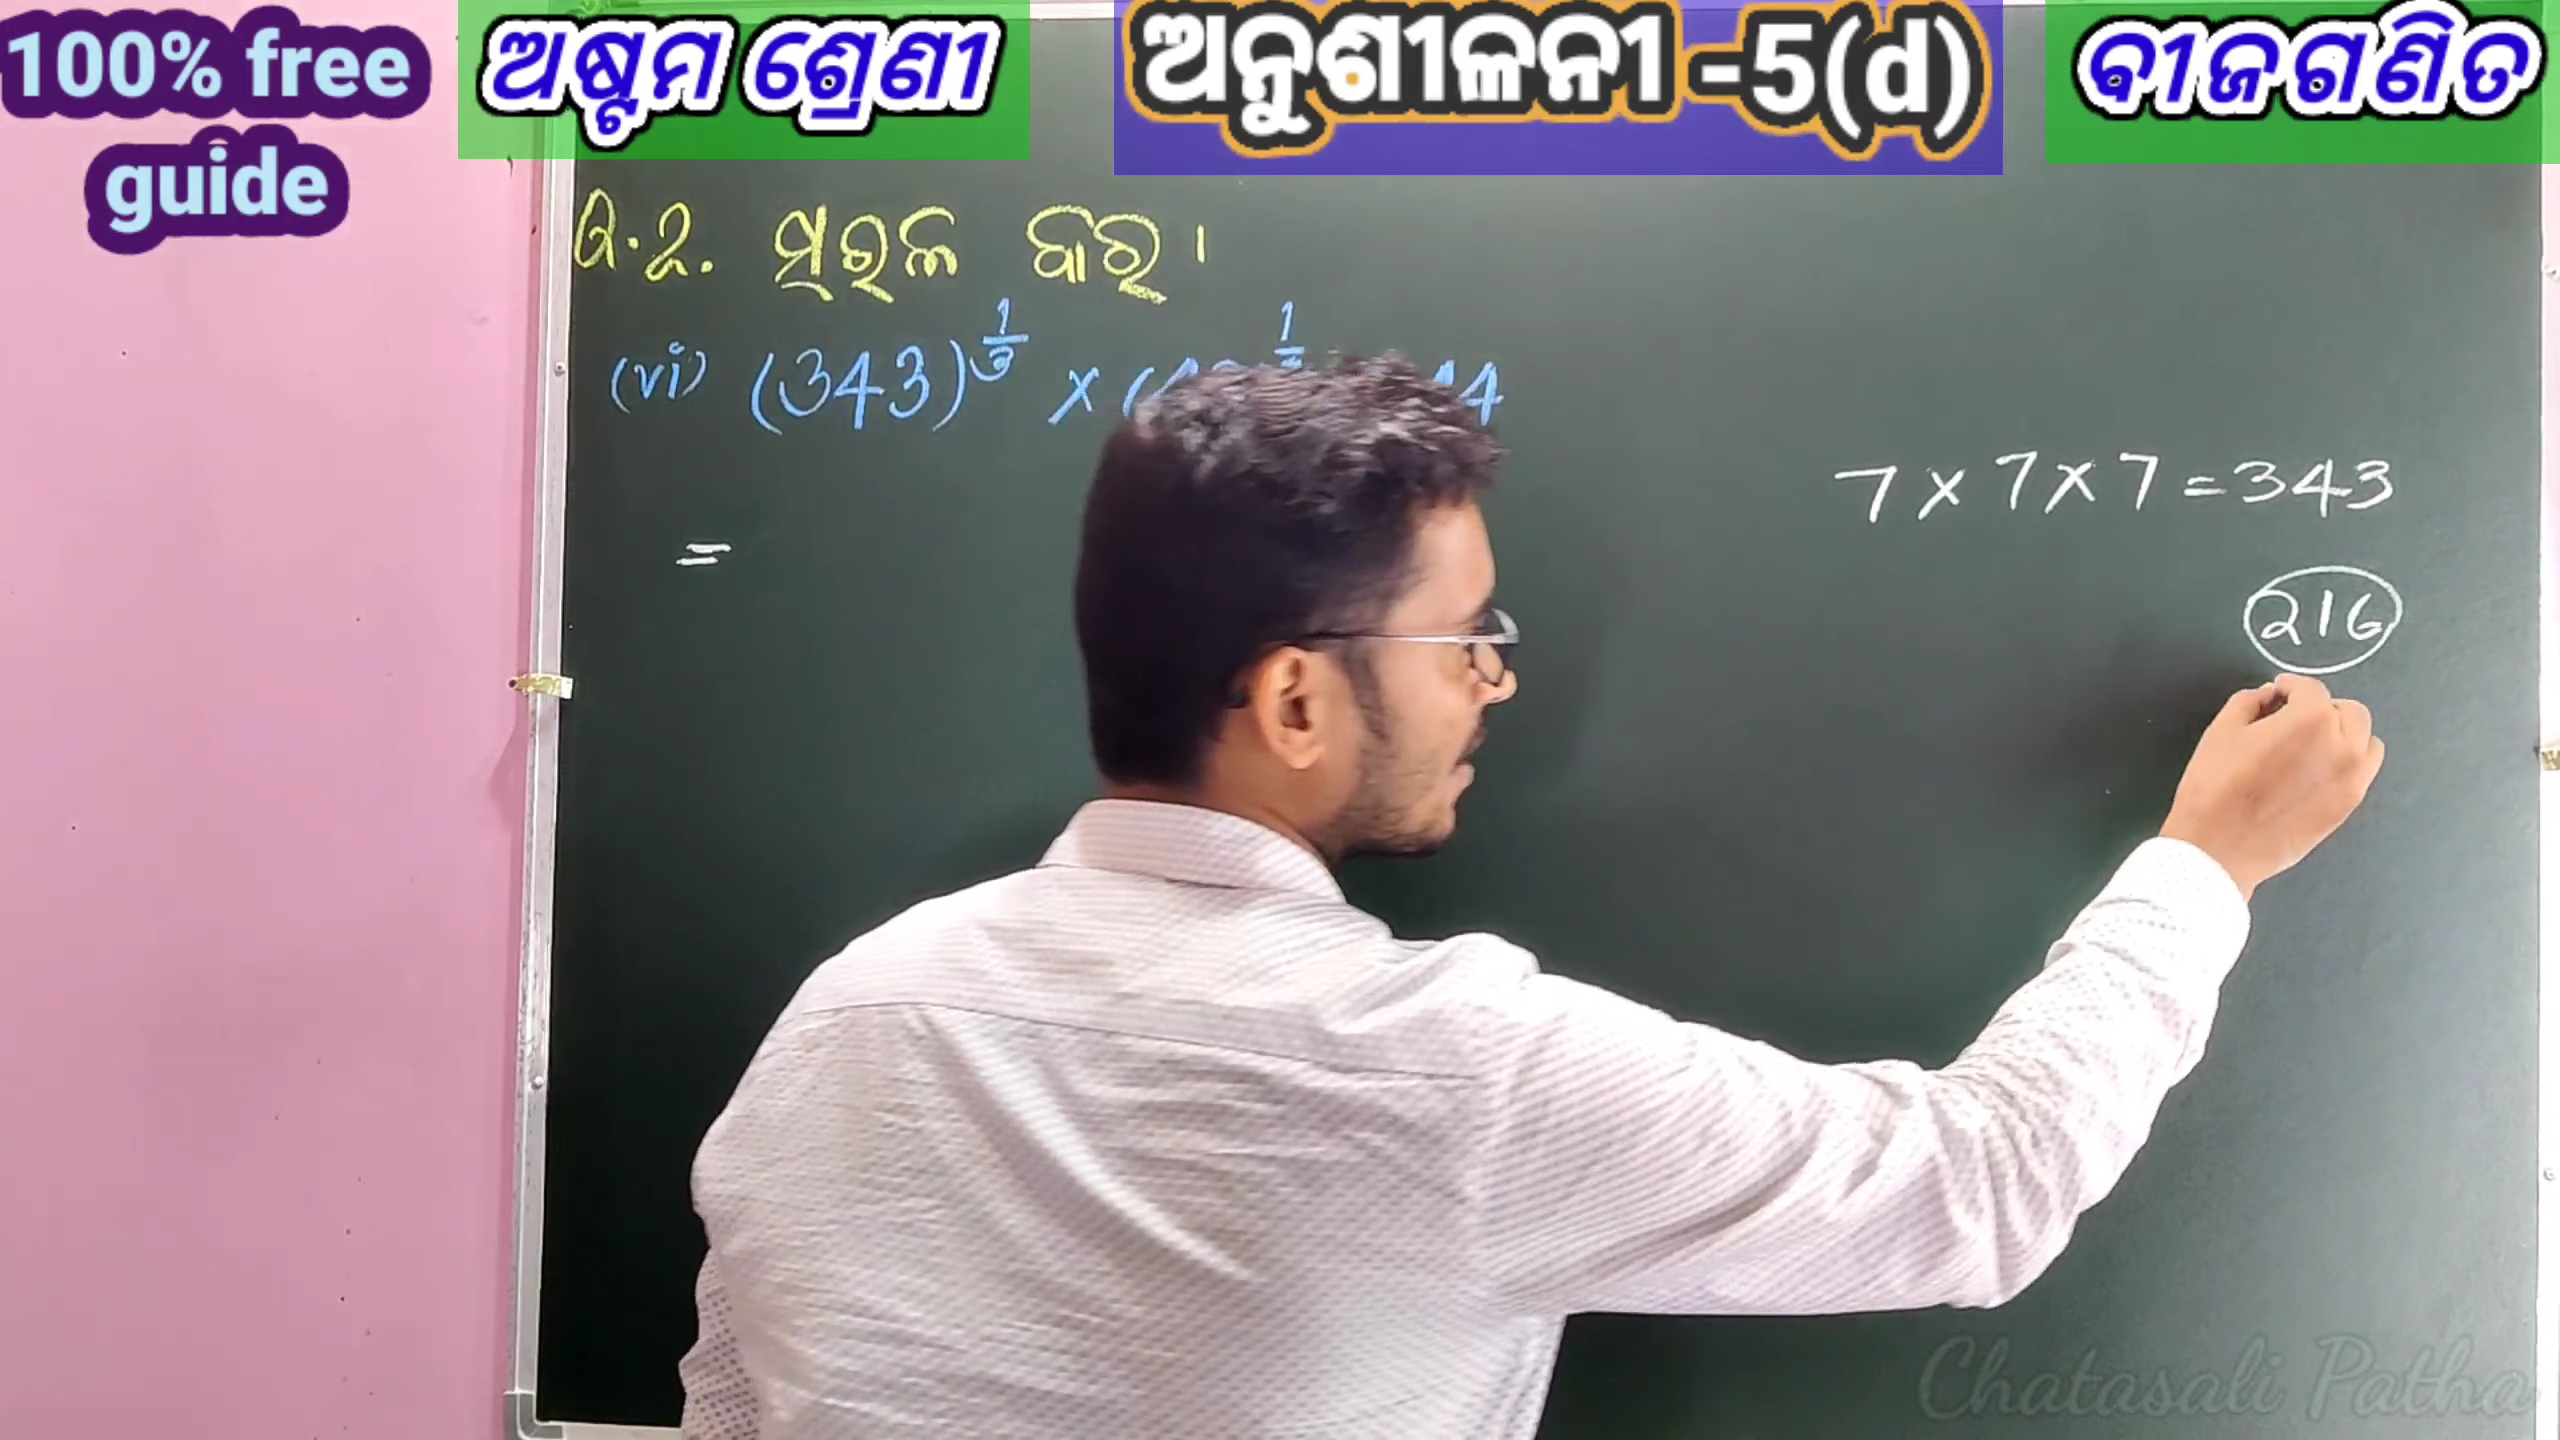 100% free
guide
ଅଷ୍ଟମ ଶ୍ରେଣୀ
ଅନୁଶୀଳନୀ -5(d)
ବୀଜଗଣିତ
Q.2. ସରଳ କର।
(vi) (343)^1/3 × (4
=
7 × 7 × 7 = 343
216
Chatasali Patha